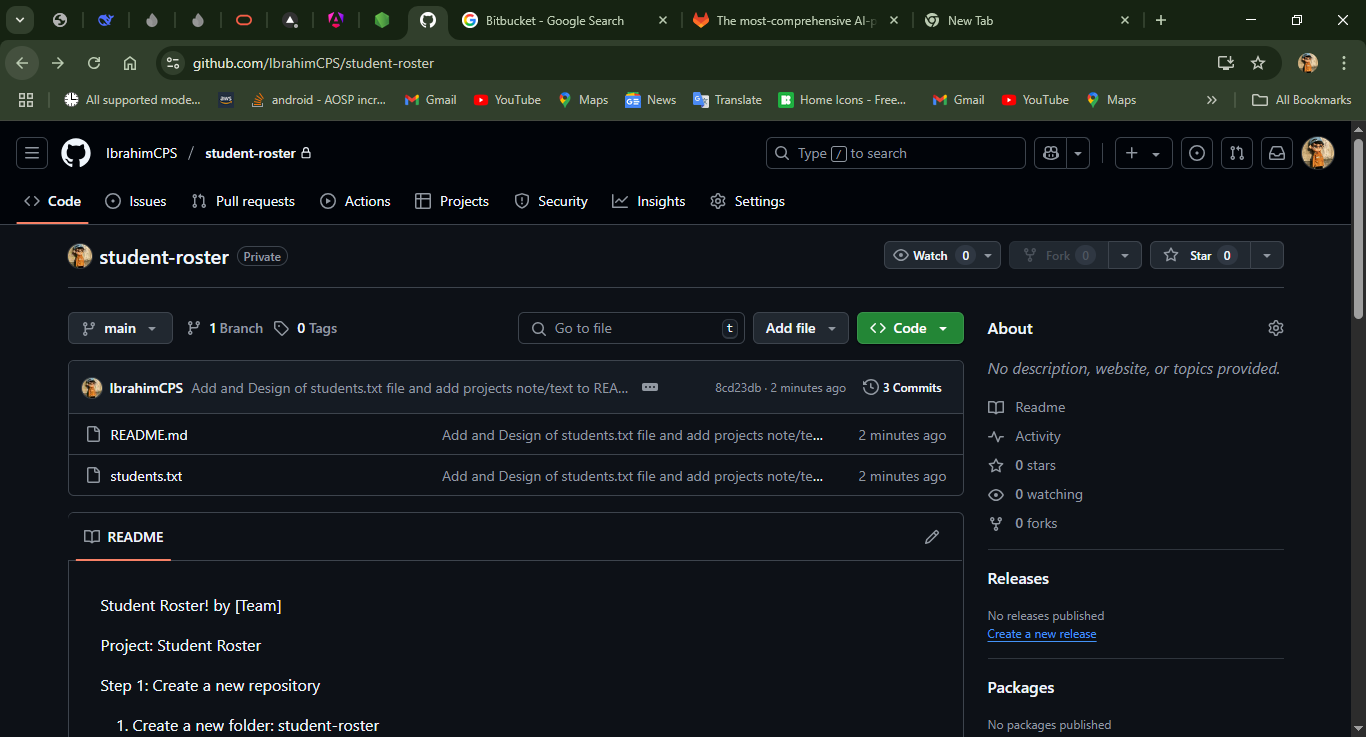 Bitbucket - Google Search
The most-comprehensive AI-p
New Tab
github.com/IbrahimCPS/student-roster
All supported mode...
aws
android - AOSP incr...
Gmail
YouTube
Maps
News
Translate
Home Icons - Free...
Gmail
YouTube
Maps
All Bookmarks
IbrahimCPS / student-roster
Type / to search
Code
Issues
Pull requests
Actions
Projects
Security
Insights
Settings
student-roster Private
Watch 0
Fork 0
Star 0
main
1 Branch
0 Tags
Go to file t
Add file
Code
IbrahimCPS Add and Design of students.txt file and add projects note/text to REA...
8cd23db · 2 minutes ago
3 Commits
README.md Add and Design of students.txt file and add projects note/te... 2 minutes ago
students.txt Add and Design of students.txt file and add projects note/te... 2 minutes ago
README
Student Roster! by [Team]
Project: Student Roster
Step 1: Create a new repository
1. Create a new folder: student-roster
About
No description, website, or topics provided.
Readme
Activity
0 stars
0 watching
0 forks
Releases
No releases published
Create a new release
Packages
No packages published